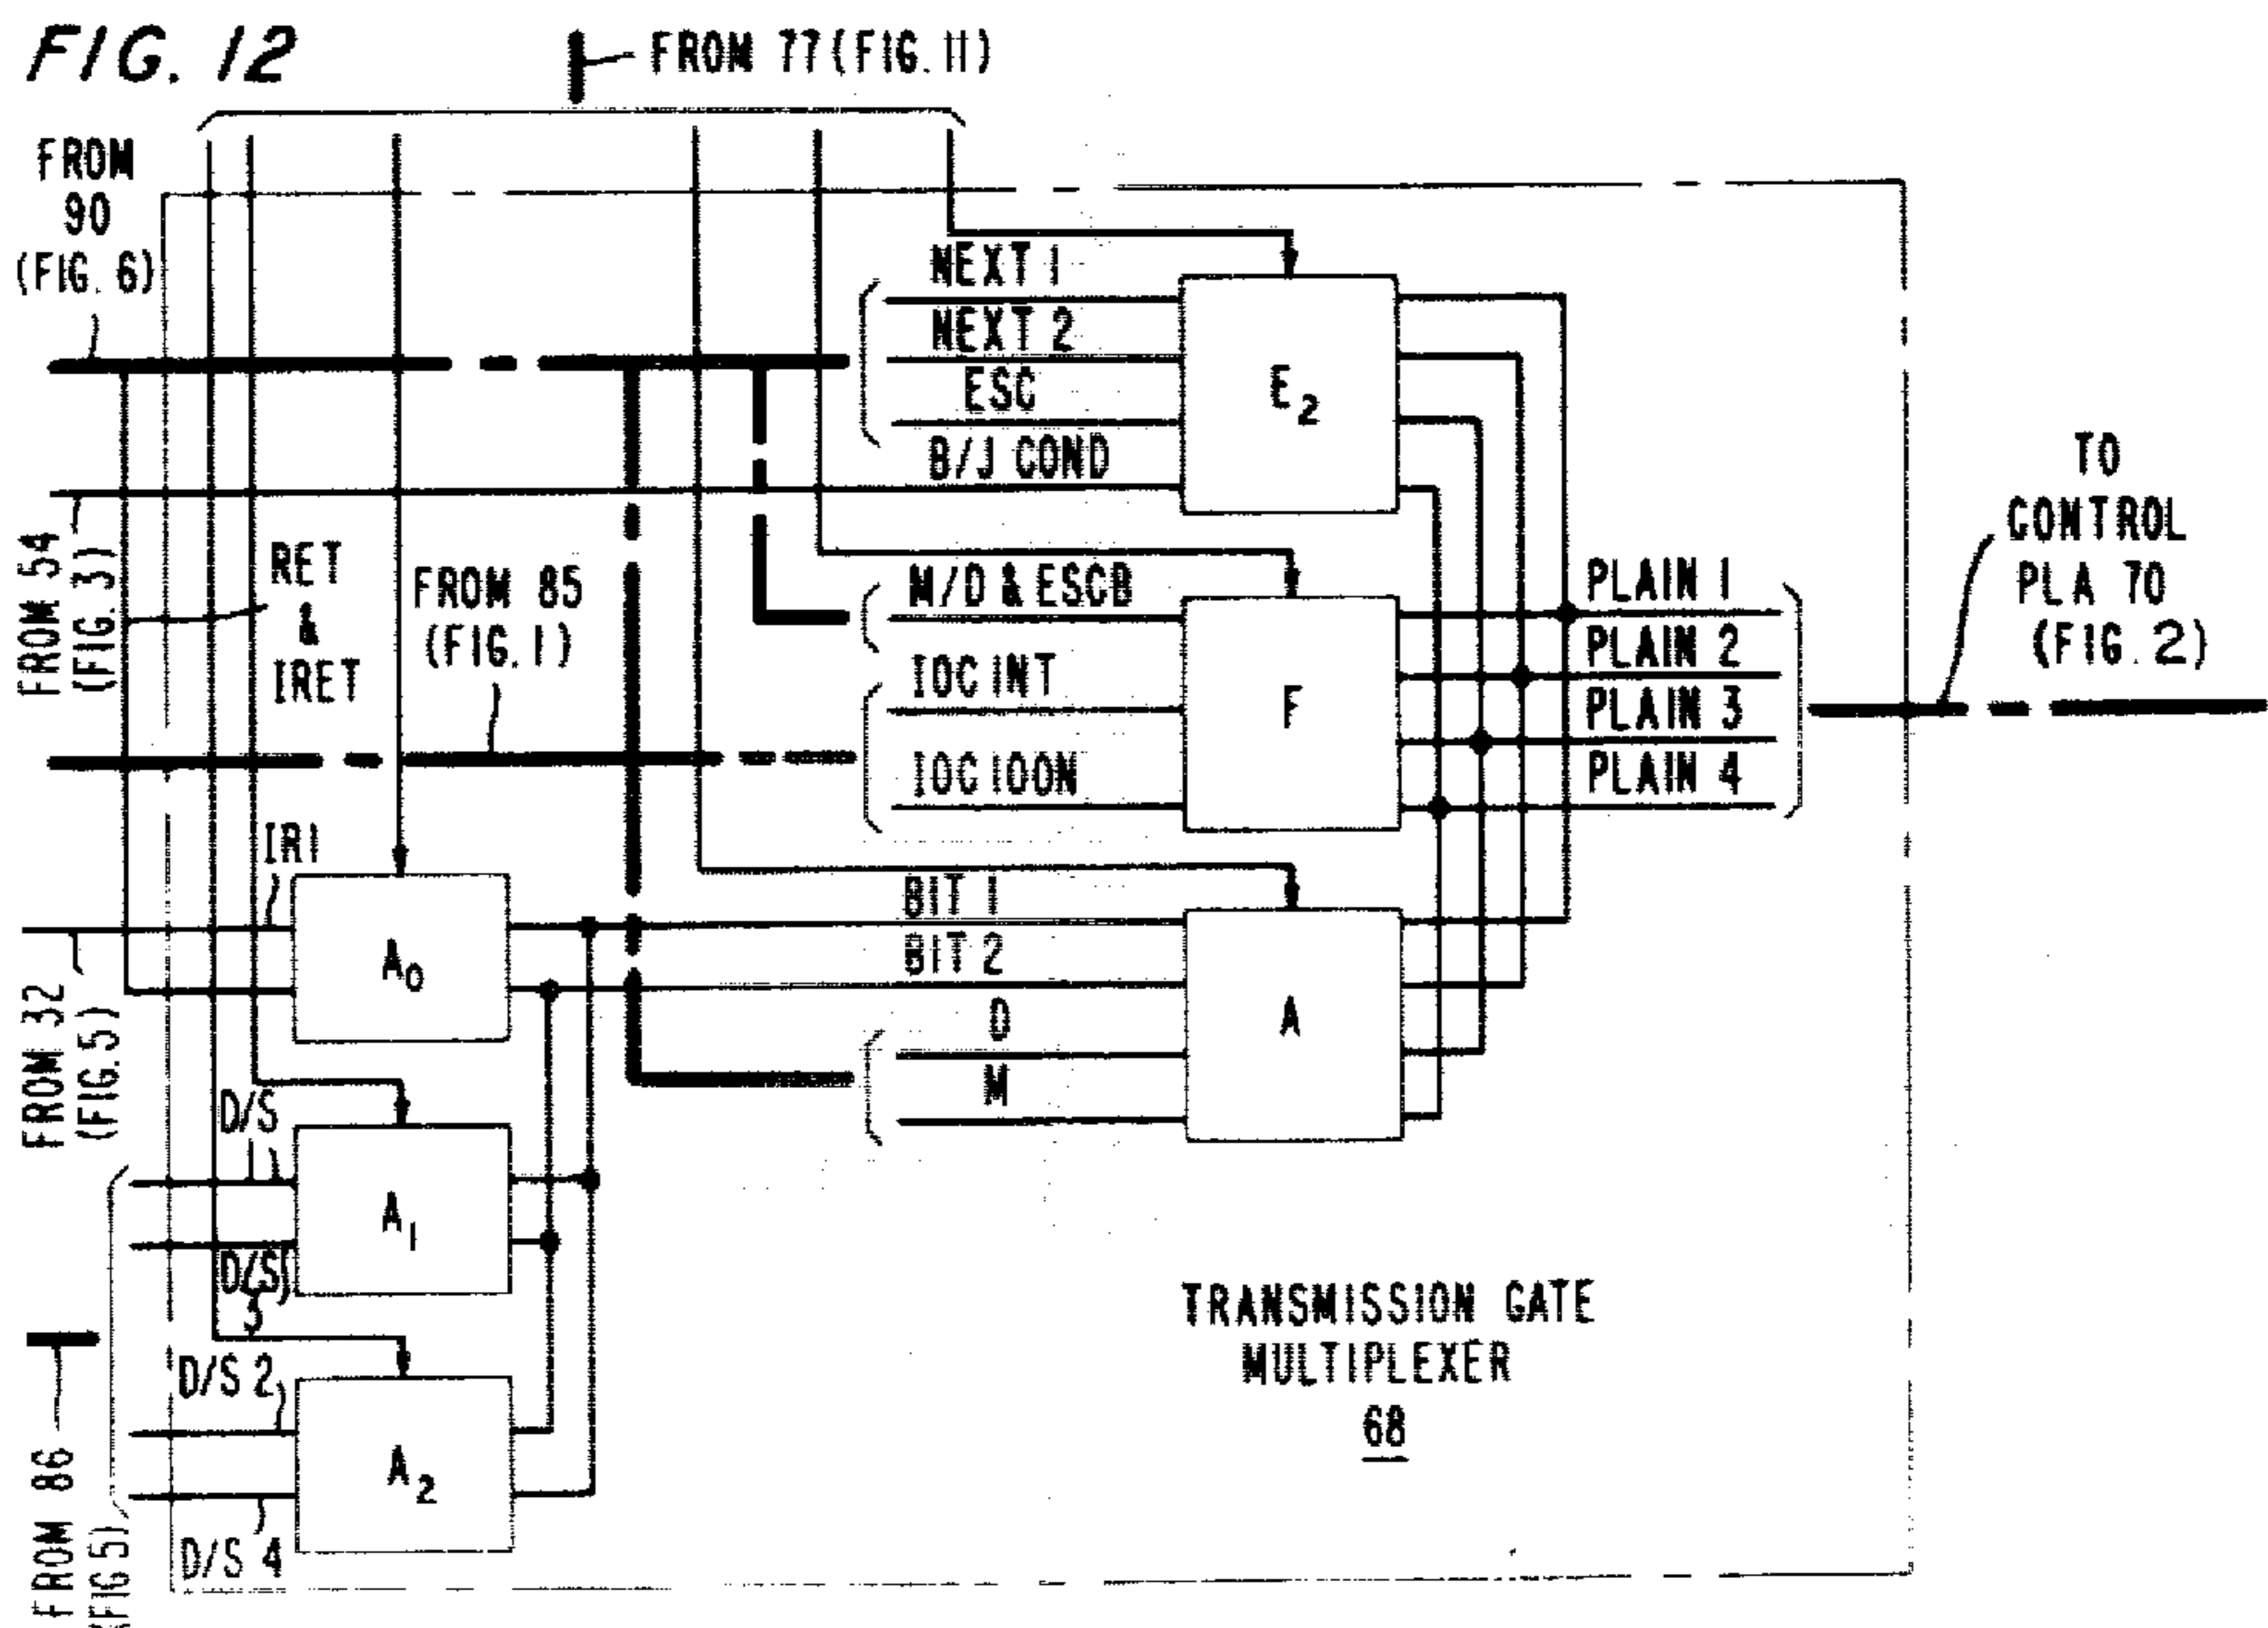 FIG. 12
FROM 77 (FIG. 11)
FROM
90
(FIG. 6)
NEXT 1
NEXT 2
ESC
B/J COND
E2
FROM 54
(FIG. 3)
RET
&
IRET
FROM 85
(FIG. 1)
M/D & ESCB
IOC INT
IOC IOON
F
PLAIN 1
PLAIN 2
PLAIN 3
PLAIN 4
TO
CONTROL
PLA 70
(FIG. 2)
IR1
A0
FROM 32
(FIG. 5)
BIT 1
BIT 2
D
M
A
D/S
A1
D/S
3
D/S 2
A2
D/S 4
FROM 86
(FIG 5)
TRANSMISSION GATE
MULTIPLEXER
68